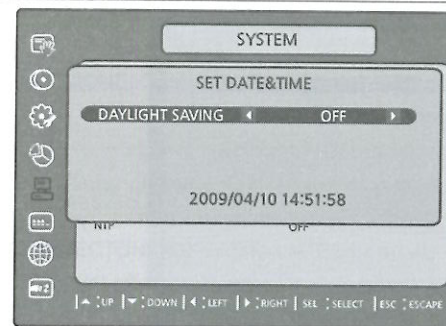 SYSTEM
SET DATE&TIME
DAYLIGHT SAVING ◀ OFF ▶
2009/04/10 14:51:58
NTP OFF
▲ : UP | ▼ : DOWN | ◀ : LEFT | ▶ : RIGHT | SEL : SELECT | ESC : ESCAPE